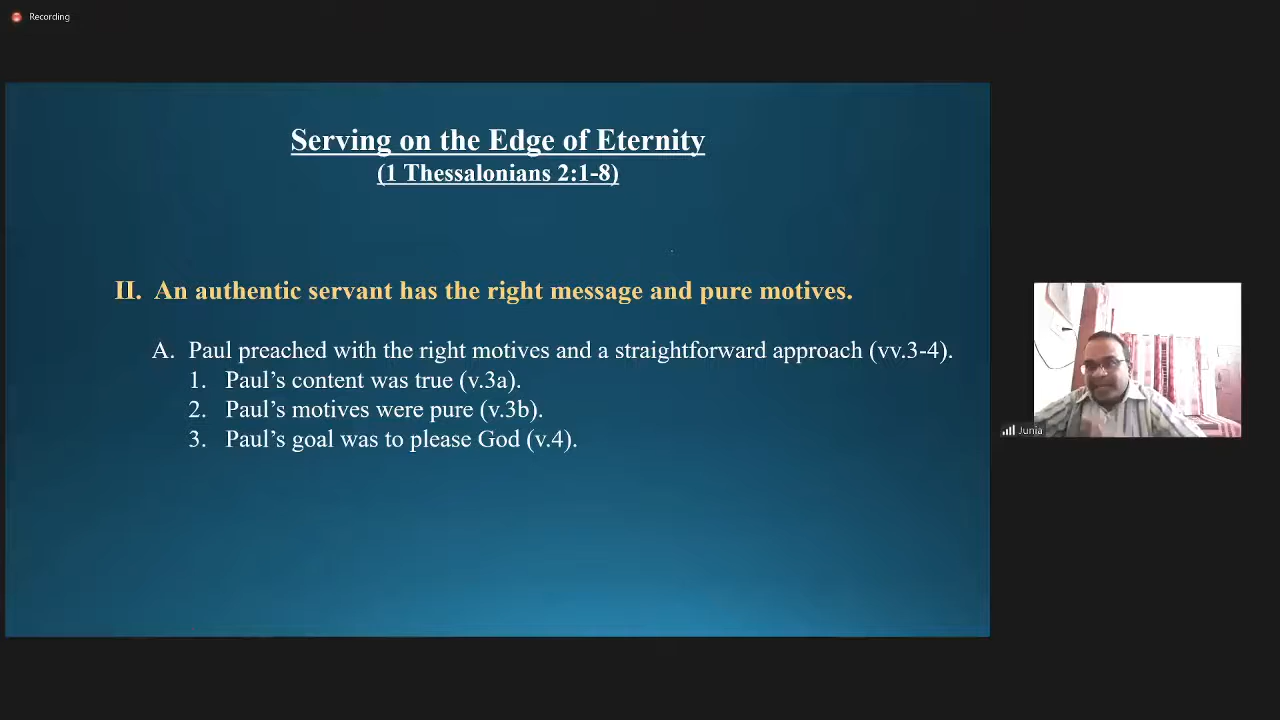 Recording
Serving on the Edge of Eternity
(1 Thessalonians 2:1-8)
II. An authentic servant has the right message and pure motives.
A. Paul preached with the right motives and a straightforward approach (vv.3-4).
1. Paul’s content was true (v.3a).
2. Paul’s motives were pure (v.3b).
3. Paul’s goal was to please God (v.4).
Junia